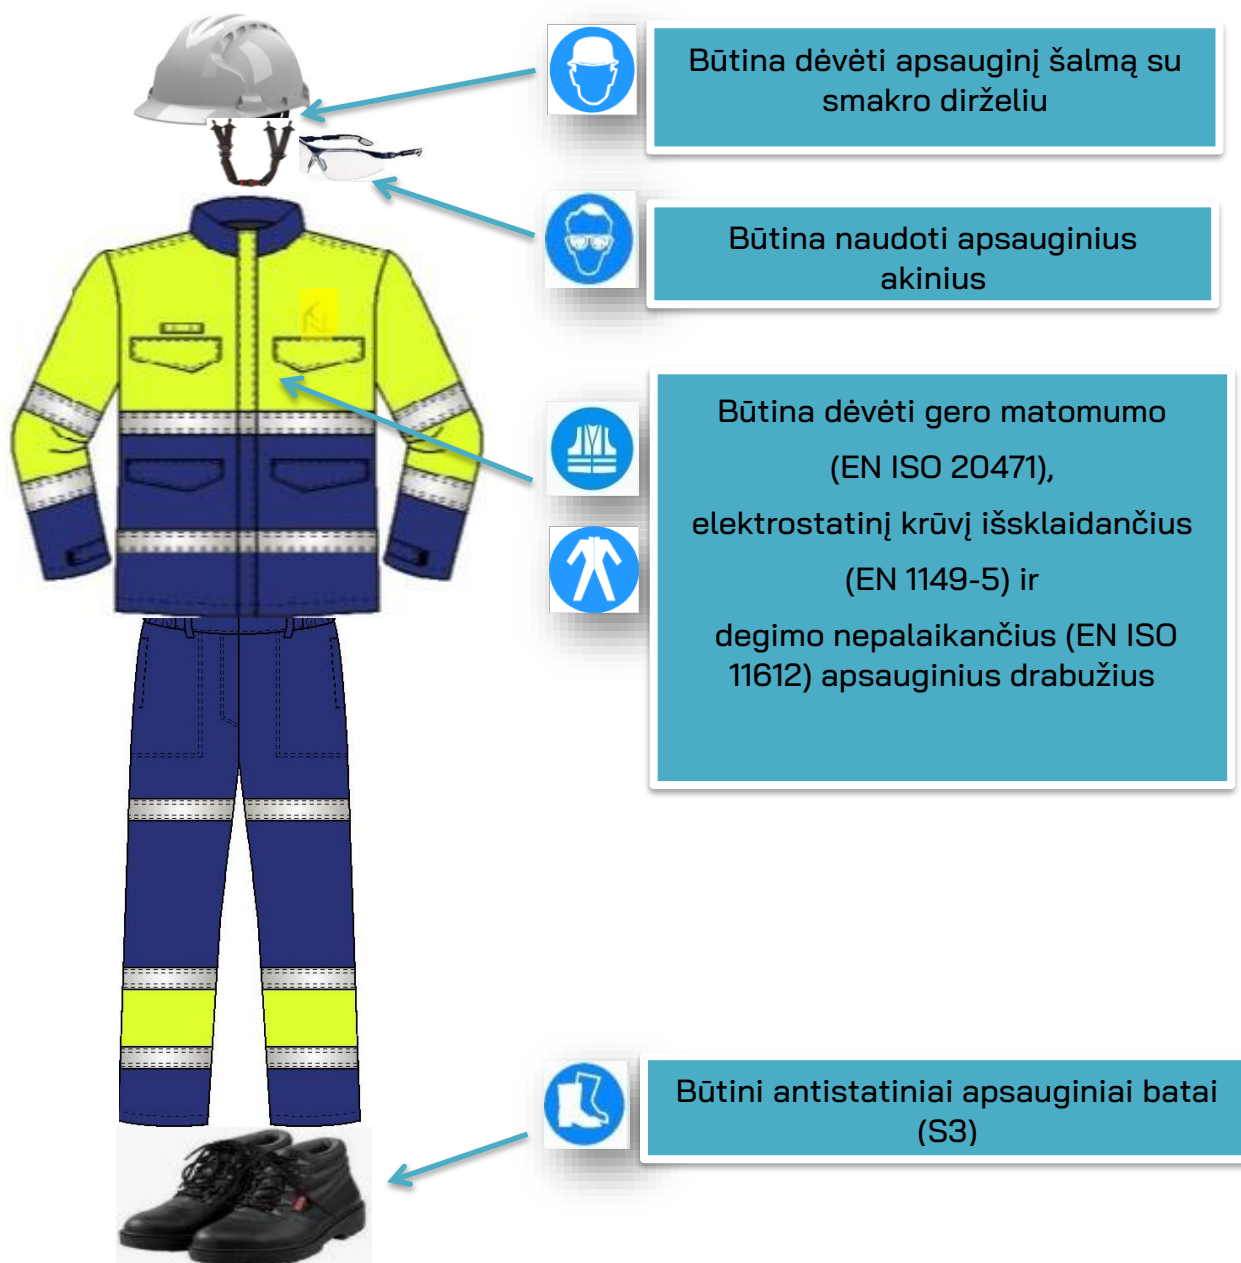 Būtina dėvėti apsauginį šalmą su
smakro dirželiu
Būtina naudoti apsauginius
akinius
Būtina dėvėti gero matomumo
(EN ISO 20471),
elektrostatinį krūvį išsklaidančius
(EN 1149-5) ir
degimo nepalaikančius (EN ISO
11612) apsauginius drabužius
Būtini antistatiniai apsauginiai batai
(S3)